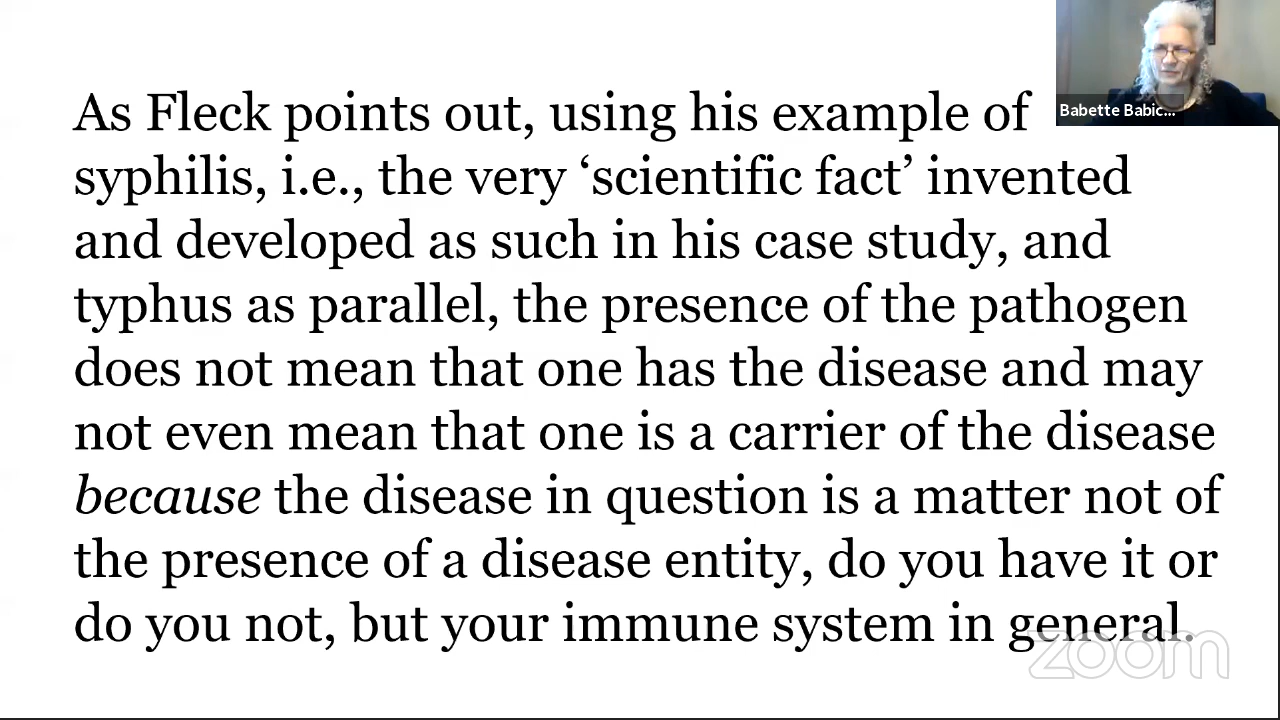 As Fleck points out, using his example of
syphilis, i.e., the very ‘scientific fact’ invented
and developed as such in his case study, and
typhus as parallel, the presence of the pathogen
does not mean that one has the disease and may
not even mean that one is a carrier of the disease
because the disease in question is a matter not of
the presence of a disease entity, do you have it or
do you not, but your immune system in general.
Babette Babic...
zoom